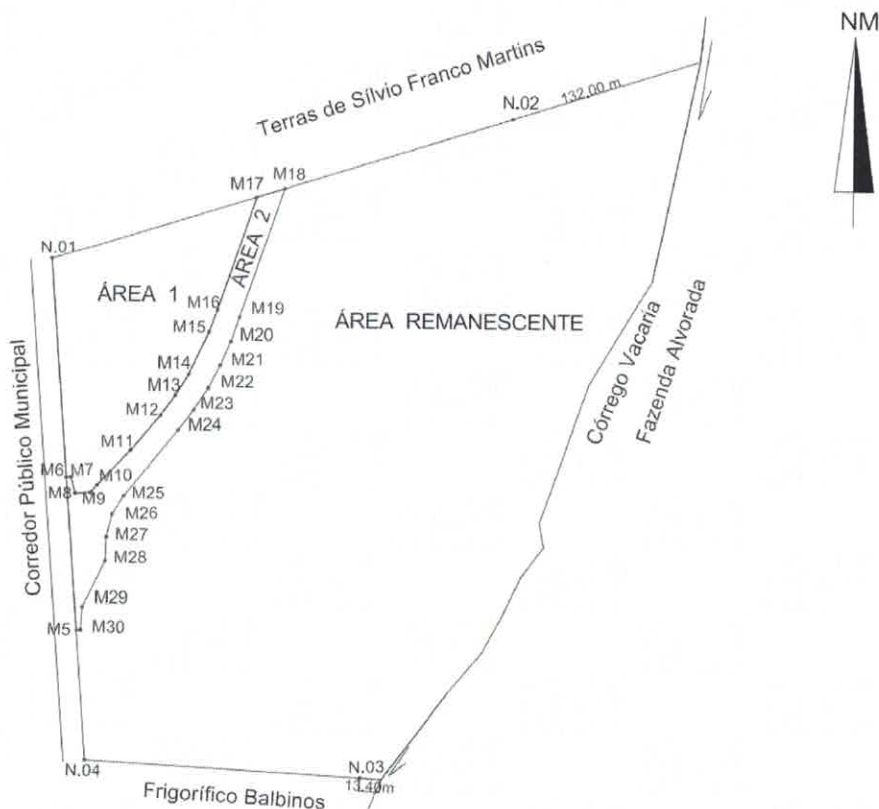 NM
Terras de Sílvio Franco Martins
N.02
132,00 m
M17
M18
N.01
ÁREA 2
ÁREA 1
M16
M19
ÁREA REMANESCENTE
M15
M20
M21
M14
M22
M13
M23
M12
M24
Corredor Público Municipal
Córrego Vacaria
Fazenda Alvorada
M11
M6
M7
M10
M8
M9
M25
M26
M27
M28
M29
M5
M30
N.04
N.03
13.40m
Frigorífico Balbinos